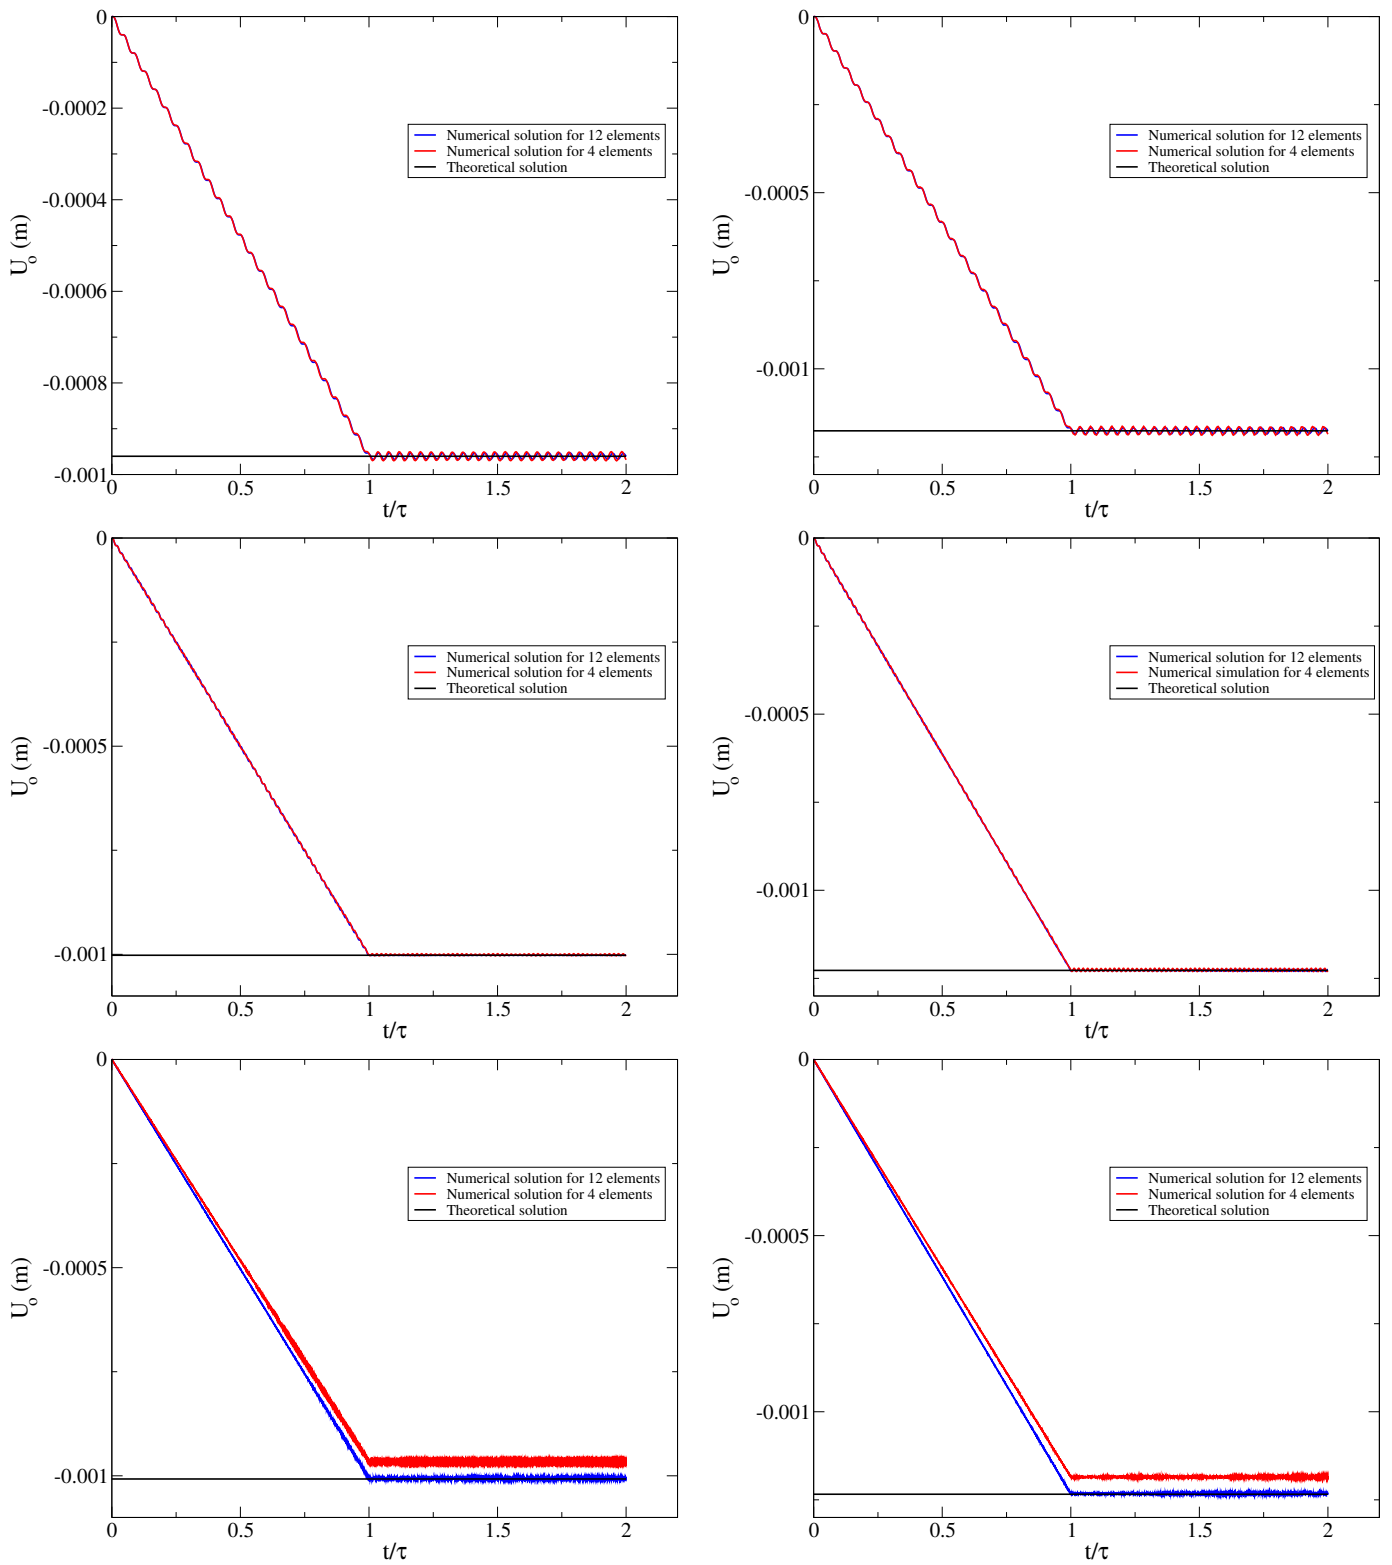 0
-0.0002
-0.0004
-0.0006
-0.0008
-0.001
U_o (m)
Numerical solution for 12 elements
Numerical solution for 4 elements
Theoretical solution
0 0.5 1 1.5 2
t/τ
0
-0.0005
-0.001
U_o (m)
Numerical solution for 12 elements
Numerical solution for 4 elements
Theoretical solution
0 0.5 1 1.5 2
t/τ
0
-0.0005
-0.001
U_o (m)
Numerical solution for 12 elements
Numerical solution for 4 elements
Theoretical solution
0 0.5 1 1.5 2
t/τ
0
-0.0005
-0.001
U_o (m)
Numerical solution for 12 elements
Numerical simulation for 4 elements
Theoretical solution
0 0.5 1 1.5 2
t/τ
0
-0.0005
-0.001
U_o (m)
Numerical solution for 12 elements
Numerical solution for 4 elements
Theoretical solution
0 0.5 1 1.5 2
t/τ
0
-0.0005
-0.001
U_o (m)
Numerical solution for 12 elements
Numerical solution for 4 elements
Theoretical solution
0 0.5 1 1.5 2
t/τ